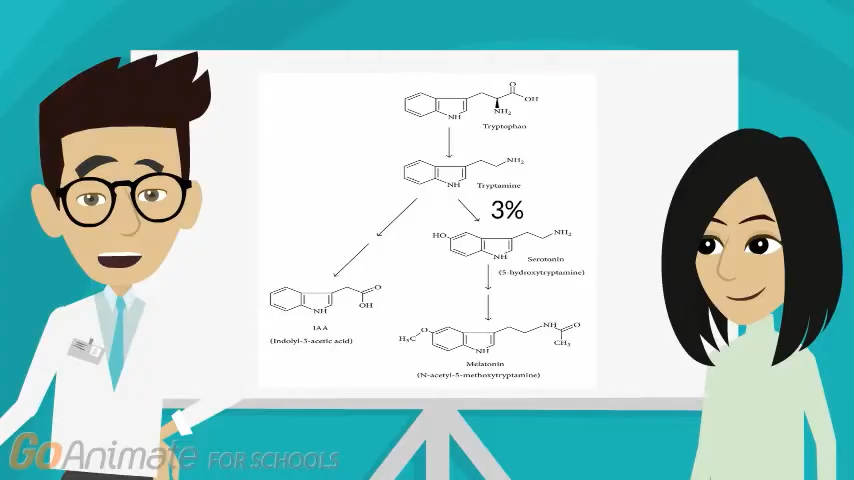 O
OH
NH₂
NH
Tryptophan
NH₂
NH
Tryptamine
3%
HO
NH₂
NH
Serotonin
(5-hydroxytryptamine)
O
OH
NH
IAA
(Indolyl-3-acetic acid)
H₃C
O
NH
O
CH₃
NH
Melatonin
(N-acetyl-5-methoxytryptamine)
GoAnimate FOR SCHOOLS